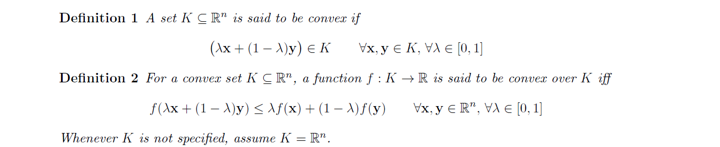 Definition 1 A set K ⊆ ℝⁿ is said to be convex if
(λx + (1 − λ)y) ∈ K ∀x, y ∈ K, ∀λ ∈ [0, 1]
Definition 2 For a convex set K ⊆ ℝⁿ, a function f : K → ℝ is said to be convex over K iff
f(λx + (1 − λ)y) ≤ λf(x) + (1 − λ)f(y) ∀x, y ∈ ℝⁿ, ∀λ ∈ [0, 1]
Whenever K is not specified, assume K = ℝⁿ.